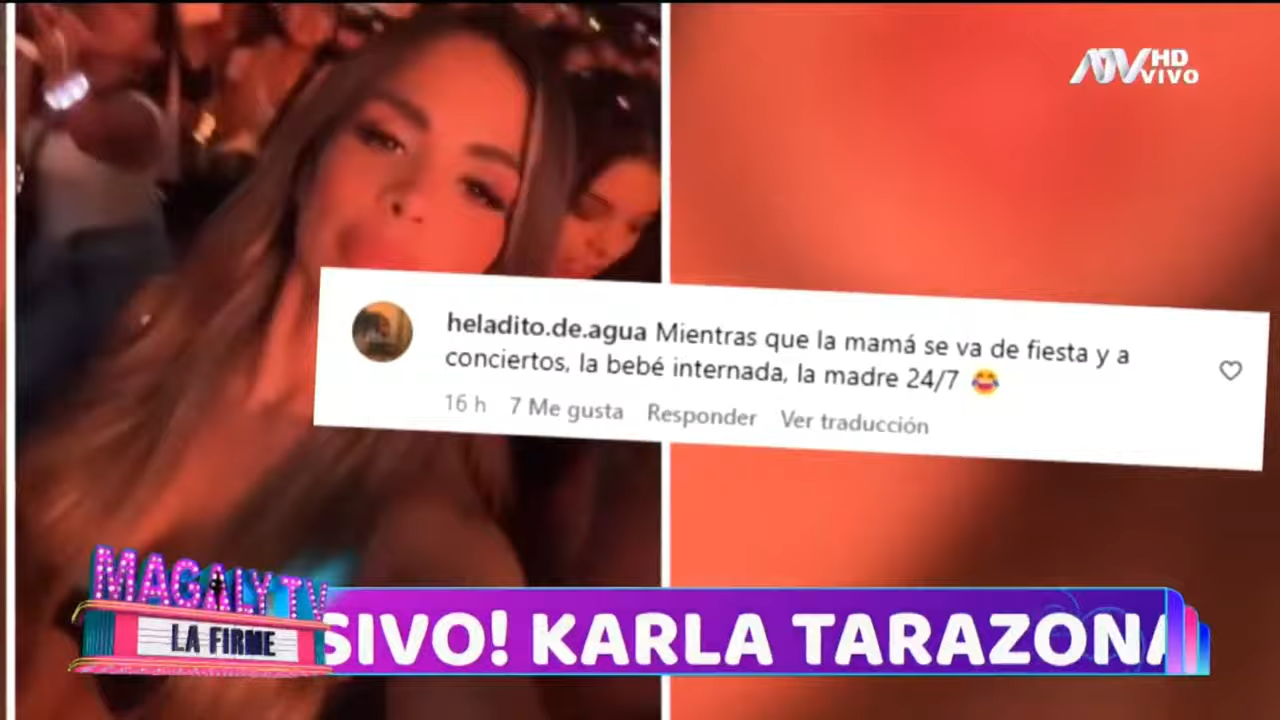 ATV HD
VIVO
heladito.de.agua Mientras que la mamá se va de fiesta y a
conciertos, la bebé internada, la madre 24/7 😂
16 h 7 Me gusta Responder Ver traducción
MAGALY TV
LA FIRME
SIVO! KARLA TARAZONA